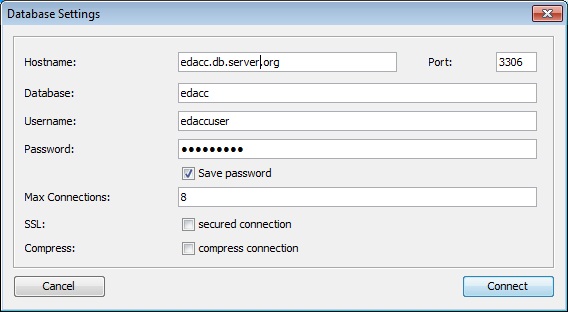 Database Settings
Hostname: edacc.db.server.org Port: 3306
Database: edacc
Username: edaccuser
Password: •••••••••
Save password
Max Connections: 8
SSL: secured connection
Compress: compress connection
Cancel Connect